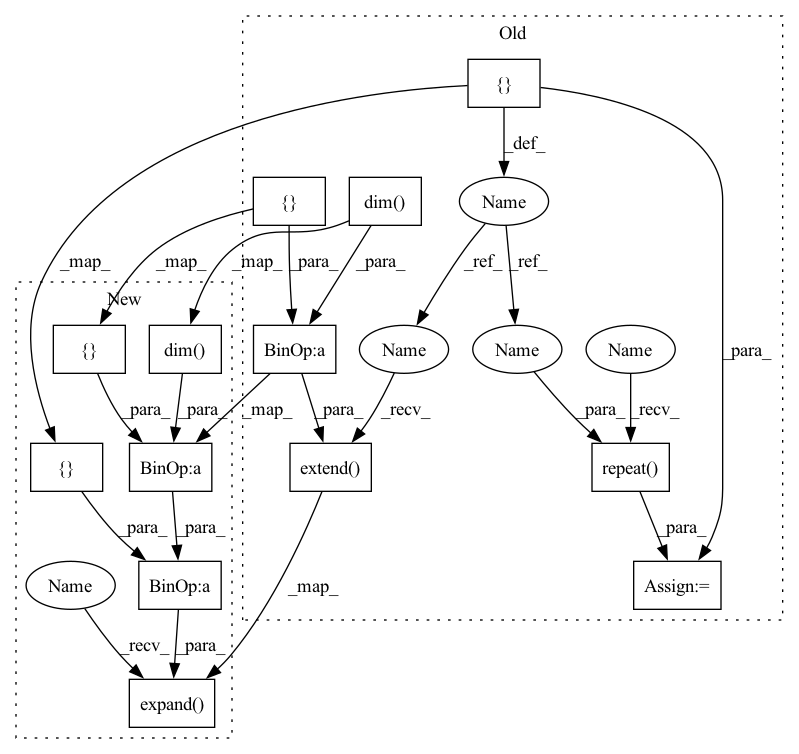 Old
{}
_def_
{}
dim()
Name
_map_
_map_
_map_
_para_
_para_
_ref_
_ref_
New
{}
dim()
BinOp:a
Name
Name
Name
_para_
_para_
_para_
_map_
_para_
_recv_
_para_
_recv_
{}
BinOp:a
extend()
repeat()
_para_
_para_
_para_
Name
BinOp:a
Assign:=
_map_
_recv_
_para_
expand()